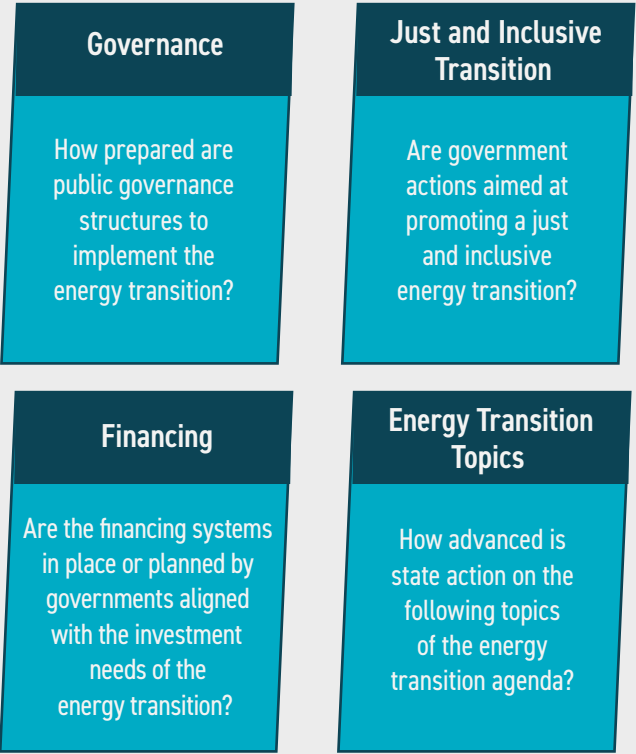 Governance
How prepared are
public governance
structures to
implement the
energy transition?
Just and Inclusive
Transition
Are government
actions aimed at
promoting a just
and inclusive
energy transition?
Financing
Are the financing systems
in place or planned by
governments aligned
with the investment
needs of the
energy transition?
Energy Transition
Topics
How advanced is
state action on the
following topics
of the energy
transition agenda?